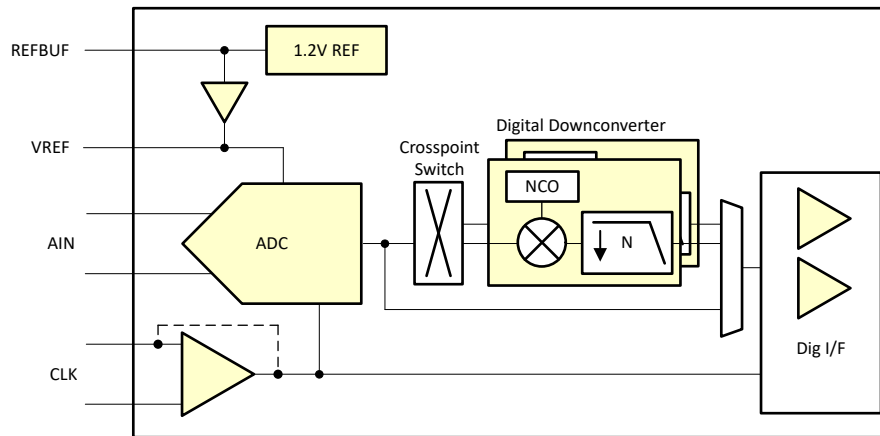 REFBUF
1.2V REF
VREF
Digital Downconverter
Crosspoint
Switch
NCO
AIN
ADC
N
Dig I/F
CLK